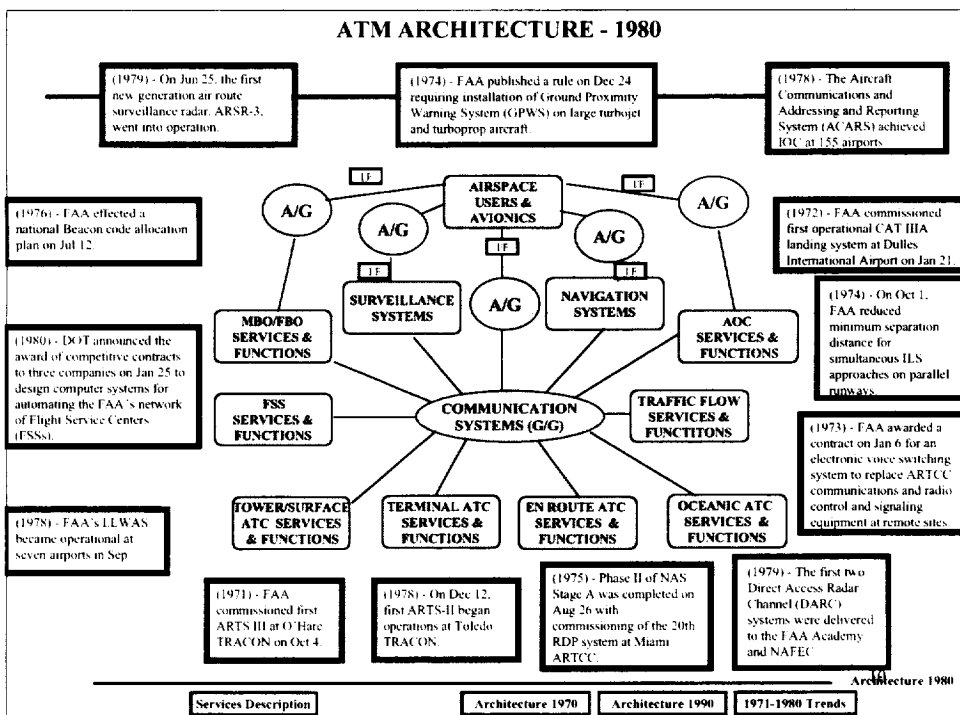 ATM ARCHITECTURE - 1980
(1979) - On Jun 25, the first
new generation air route
surveillance radar, ARSR-3,
went into operation.
(1974) - FAA published a rule on Dec 24
requiring installation of Ground Proximity
Warning System (GPWS) on large turbojet
and turboprop aircraft.
(1978) - The Aircraft
Communications and
Addressing and Reporting
System (ACARS) achieved
IOC at 155 airports
(1976) - FAA effected a
national Beacon code allocation
plan on Jul 12.
A/G
I/F
A/G
I/F
AIRSPACE
USERS &
AVIONICS
I/F
A/G
I/F
A/G
I/F
A/G
(1972) - FAA commissioned
first operational CAT IIIA
landing system at Dulles
International Airport on Jan 21.
SURVEILLANCE
SYSTEMS
NAVIGATION
SYSTEMS
MBO/FBO
SERVICES &
FUNCTIONS
AOC
SERVICES &
FUNCTIONS
(1974) - On Oct 1,
FAA reduced
minimum separation
distance for
simultaneous ILS
approaches on parallel
runways.
(1980) - DOT announced the
award of competitive contracts
to three companies on Jan 25 to
design computer systems for
automating the FAA's network
of Flight Service Centers
(FSSs).
FSS
SERVICES &
FUNCTIONS
COMMUNICATION
SYSTEMS (G/G)
TRAFFIC FLOW
SERVICES &
FUNCTITONS
(1973) - FAA awarded a
contract on Jan 6 for an
electronic voice switching
system to replace ARTCC
communications and radio
control and signaling
equipment at remote sites.
(1978) - FAA's LLWAS
became operational at
seven airports in Sep
TOWER/SURFACE
ATC SERVICES
& FUNCTIONS
TERMINAL ATC
SERVICES &
FUNCTIONS
EN ROUTE ATC
SERVICES &
FUNCTIONS
OCEANIC ATC
SERVICES &
FUNCTIONS
(1971) - FAA
commissioned first
ARTS III at O'Hare
TRACON on Oct 4.
(1978) - On Dec 12,
first ARTS-II began
operations at Toledo
TRACON.
(1975) - Phase II of NAS
Stage A was completed on
Aug 26 with
commissioning of the 20th
RDP system at Miami
ARTCC.
(1979) - The first two
Direct Access Radar
Channel (DARC)
systems were delivered
to the FAA Academy
and NAFEC
Architecture 1980
Services Description
Architecture 1970
Architecture 1990
1971-1980 Trends